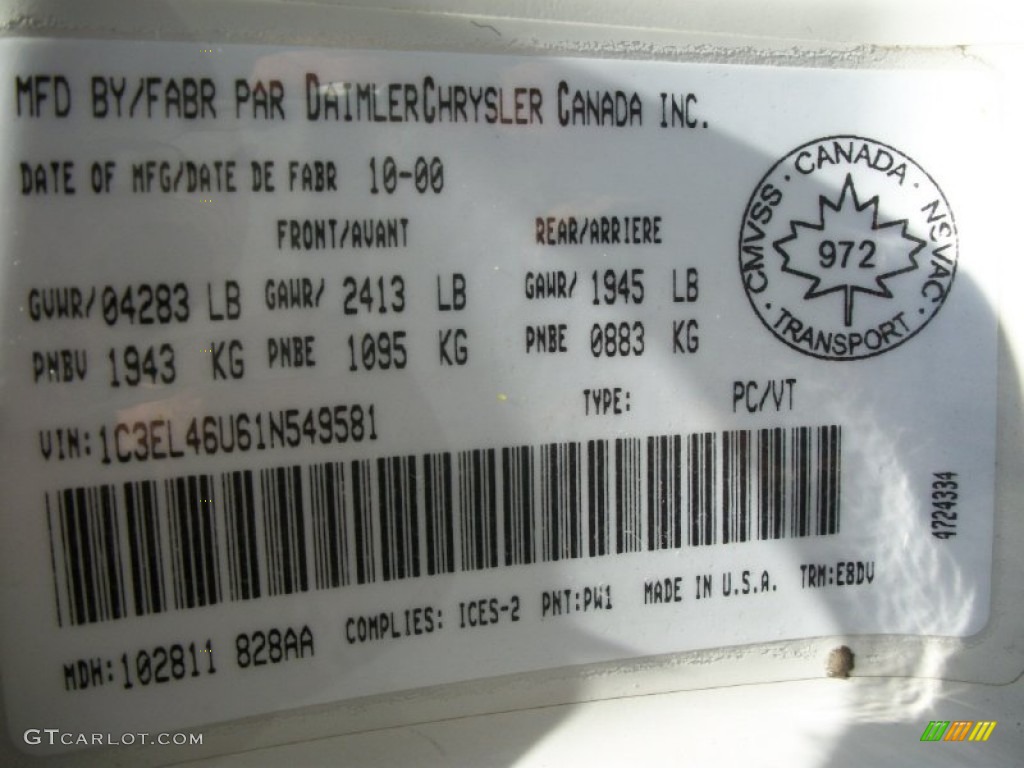 MFD BY/FABR PAR DAIMLERCHRYSLER CANADA INC.
DATE OF MFG/DATE DE FABR 10-00
FRONT/AVANT REAR/ARRIERE
GVWR/04283 LB GAWR/ 2413 LB GAWR/ 1945 LB
PNBV 1943 KG PNBE 1095 KG PNBE 0883 KG
CANADA · NSVAC · TRANSPORT · CMVSS ·
972
TYPE: PC/VT
VIN:1C3EL46U61N549581
4724334
MDH:102811 828AA COMPLIES: ICES-2 PNT:PW1 MADE IN U.S.A. TRM:E8DV
GTCARLOT.COM